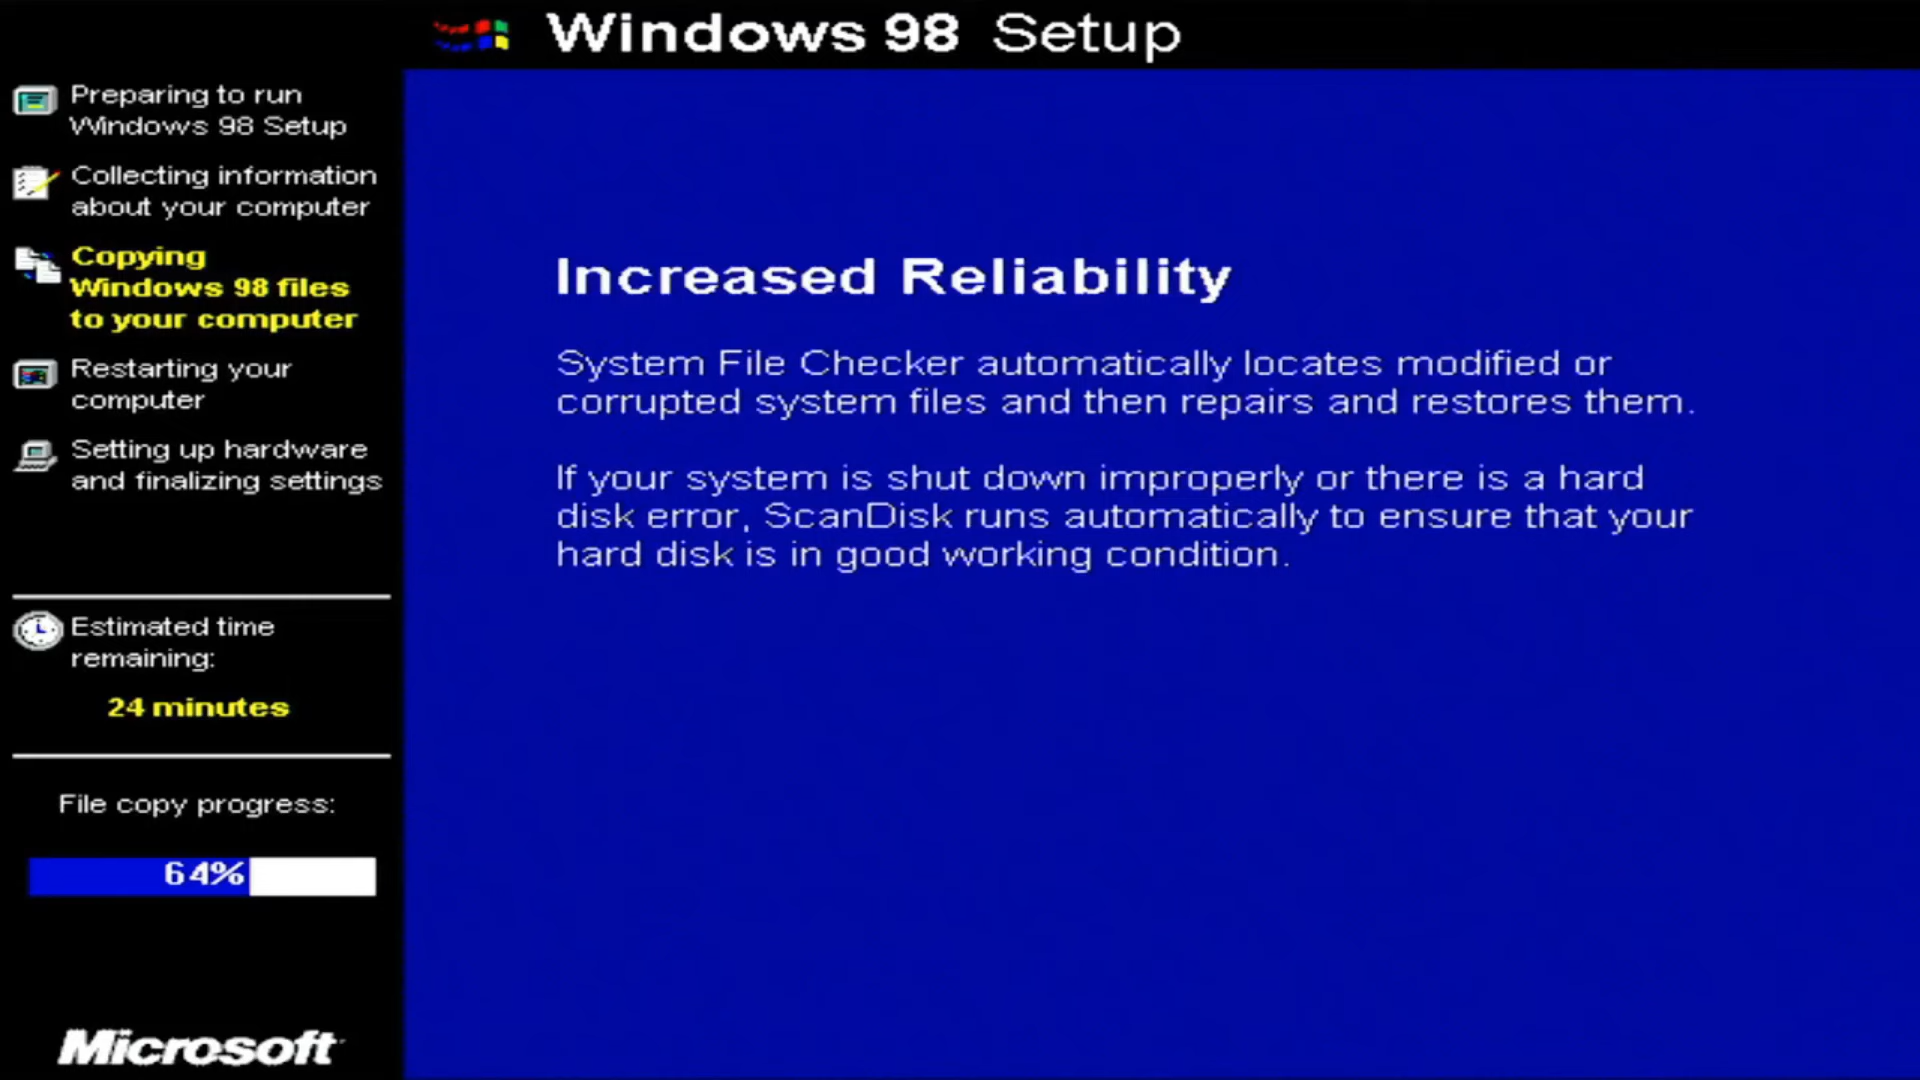 Windows 98 Setup
Preparing to run
Windows 98 Setup
Collecting information
about your computer
Copying
Windows 98 files
to your computer
Restarting your
computer
Setting up hardware
and finalizing settings
Estimated time
remaining:
24 minutes
File copy progress:
64%
Microsoft
Increased Reliability
System File Checker automatically locates modified or
corrupted system files and then repairs and restores them.
If your system is shut down improperly or there is a hard
disk error, ScanDisk runs automatically to ensure that your
hard disk is in good working condition.